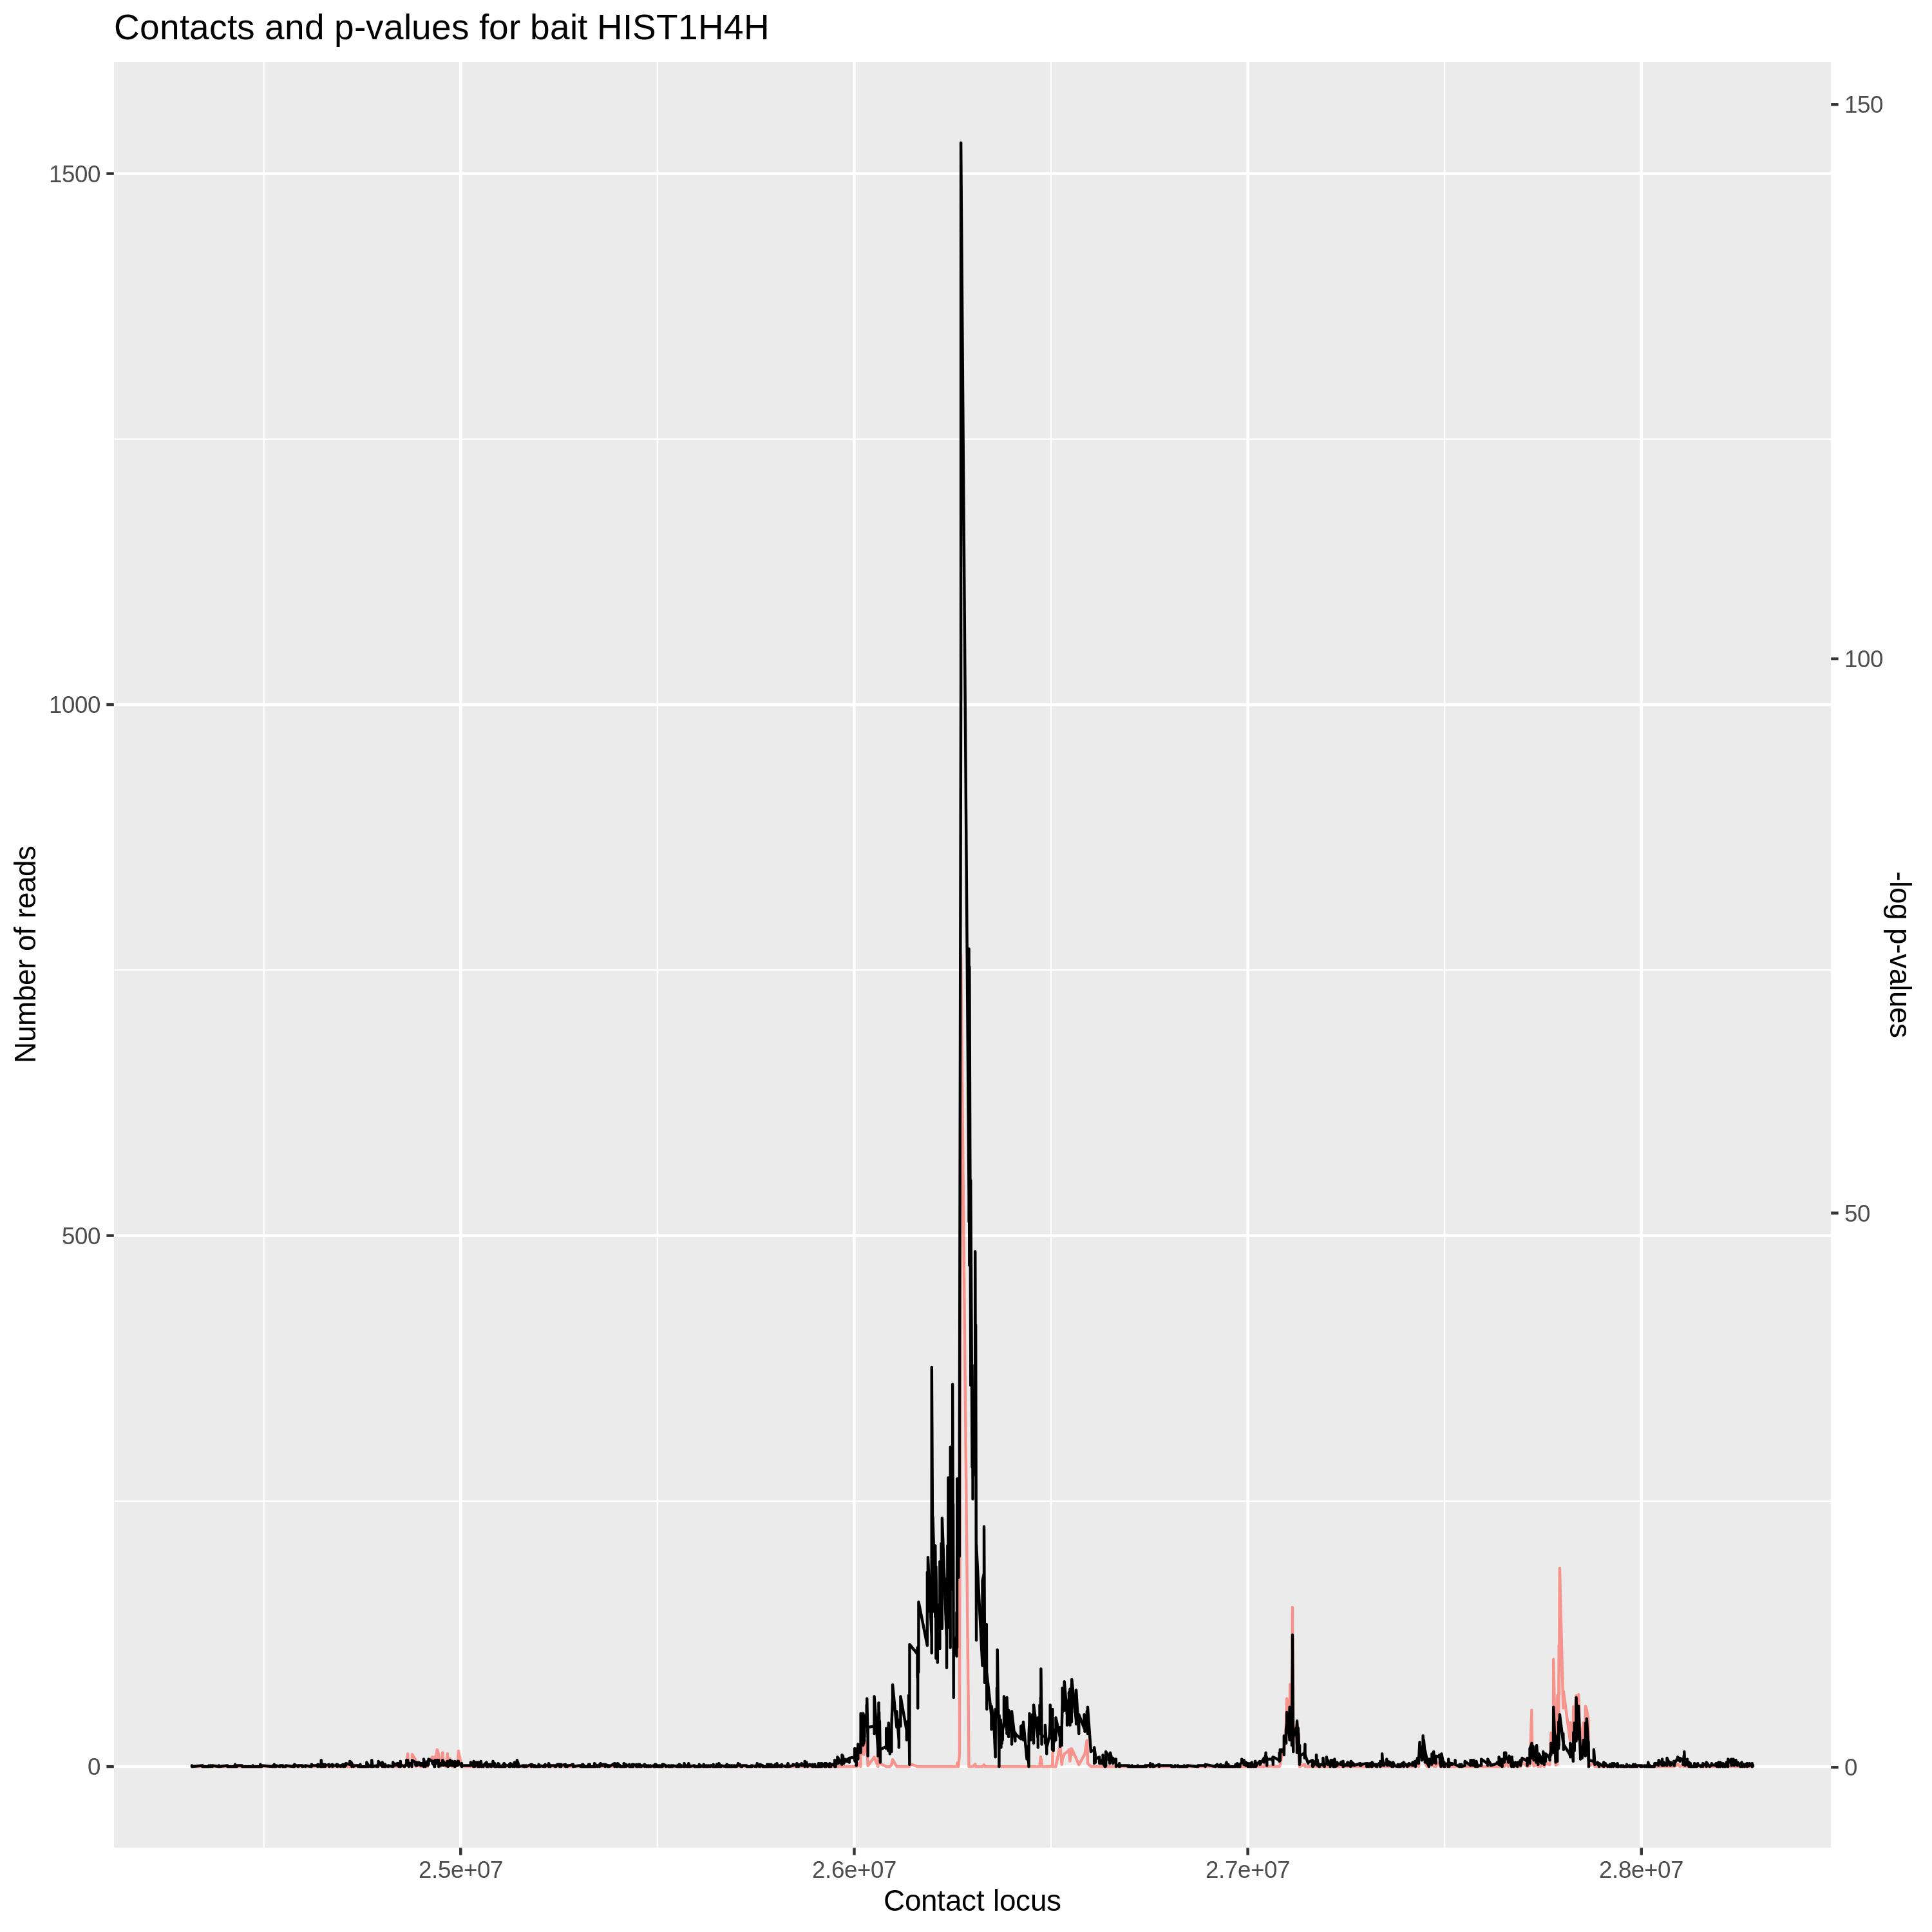 Contacts and p-values for bait HIST1H4H
Number of reads
1500
1000
500
0
150
100
50
0
-log p-values
2.5e+07
2.6e+07
2.7e+07
2.8e+07
Contact locus